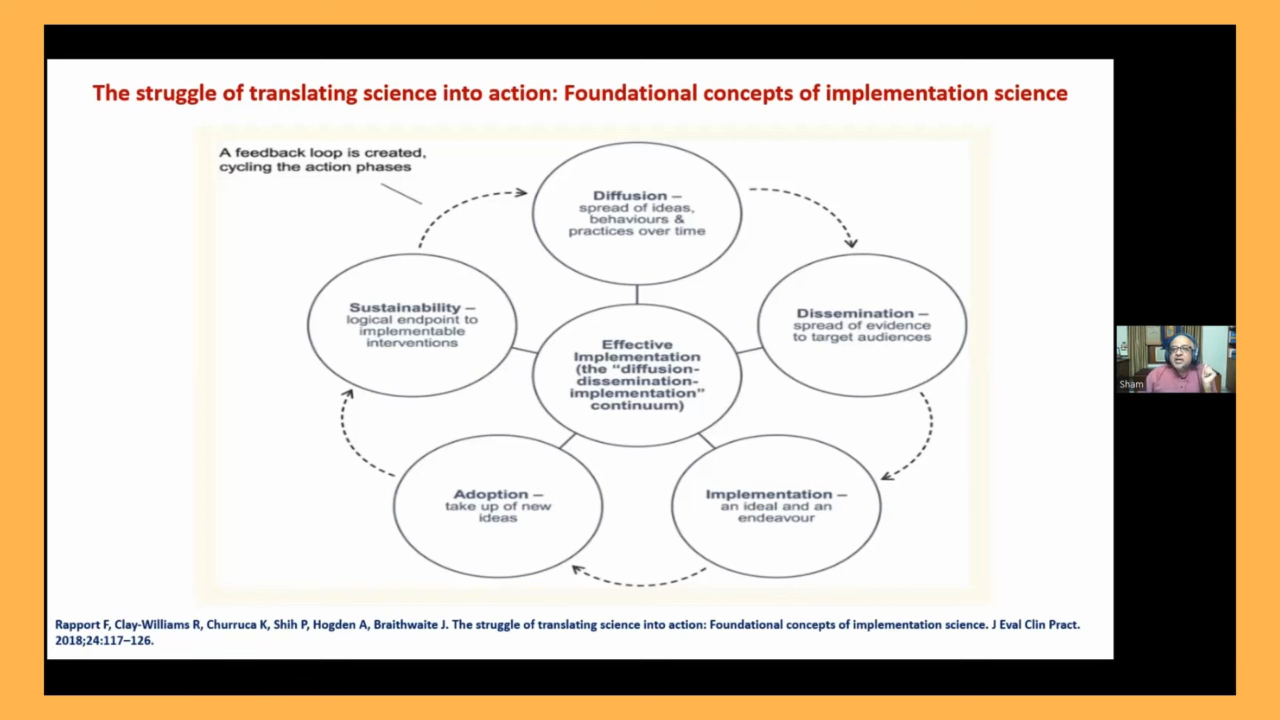 The struggle of translating science into action: Foundational concepts of implementation science
A feedback loop is created,
cycling the action phases
Diffusion –
spread of ideas,
behaviours &
practices over time
Dissemination –
spread of evidence
to target audiences
Implementation –
an ideal and an
endeavour
Adoption –
take up of new
ideas
Sustainability –
logical endpoint to
implementable
interventions
Effective
Implementation
(the “diffusion-
dissemination-
implementation”
continuum)
Sham
Rapport F, Clay-Williams R, Churruca K, Shih P, Hogden A, Braithwaite J. The struggle of translating science into action: Foundational concepts of implementation science. J Eval Clin Pract.
2018;24:117–126.